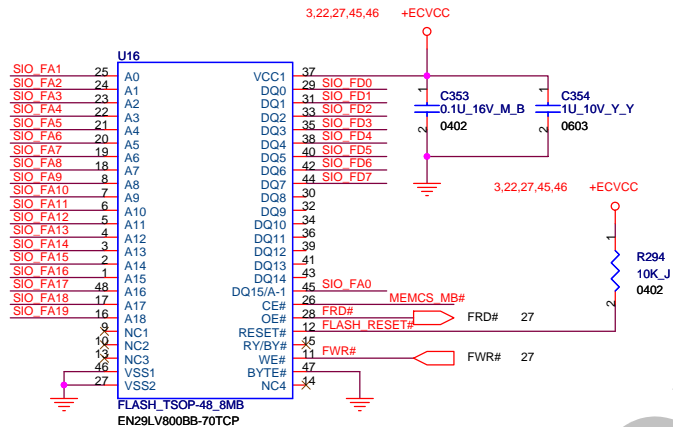 3,22,27,45,46 +ECVCC
U16
SIO_FA1 25 A0 VCC1 37
SIO_FA2 24 A1 DQ0 29 SIO_FD0
SIO_FA3 23 A2 DQ1 31 SIO_FD1
SIO_FA4 22 A3 DQ2 33 SIO_FD2
SIO_FA5 21 A4 DQ3 35 SIO_FD3
SIO_FA6 20 A5 DQ4 38 SIO_FD4
SIO_FA7 19 A6 DQ5 40 SIO_FD5
SIO_FA8 18 A7 DQ6 42 SIO_FD6
SIO_FA9 8 A8 DQ7 44 SIO_FD7
SIO_FA10 7 A9 DQ8 30
SIO_FA11 6 A10 DQ9 32
SIO_FA12 5 A11 DQ10 34
SIO_FA13 4 A12 DQ11 36
SIO_FA14 3 A13 DQ12 39
SIO_FA15 2 A14 DQ13 41
SIO_FA16 1 A15 DQ14 43
SIO_FA17 48 A16 DQ15/A-1 45 SIO_FA0
SIO_FA18 17 A17 CE# 26 MEMCS_MB#
SIO_FA19 16 A18 OE# 28 FRD# FRD# 27
9 NC1 RESET# 12 FLASH_RESET#
10 NC2 RY/BY# 15
13 NC3 WE# 11 FWR# FWR# 27
46 VSS1 BYTE# 47
27 VSS2 NC4 14
FLASH_TSOP-48_8MB
EN29LV800BB-70TCP
1 C353
0.1U_16V_M_B
2 0402
1 C354
1U_10V_Y_Y
2 0603
3,22,27,45,46 +ECVCC
1
R294
10K_J
2 0402